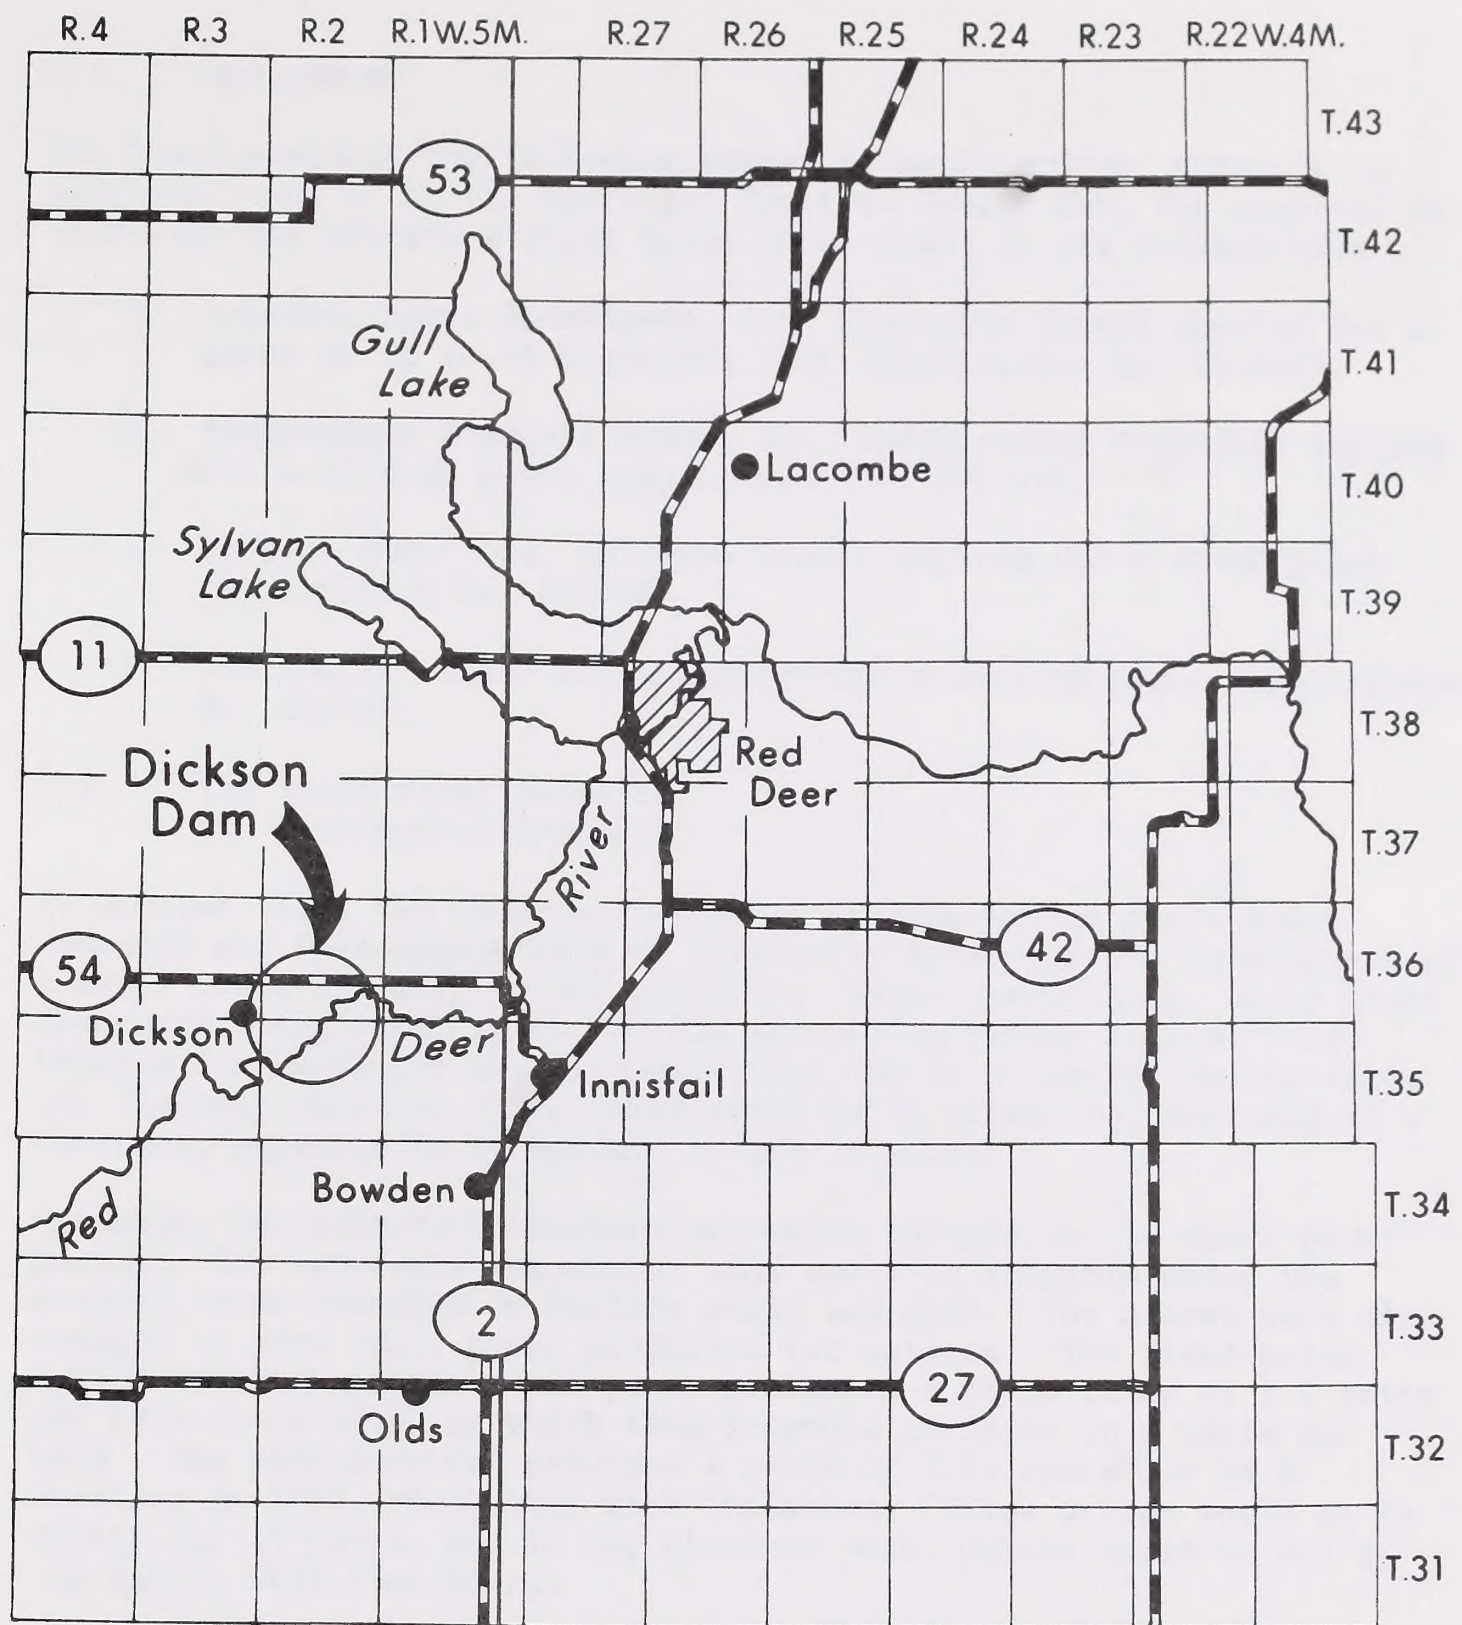 R.4 R.3 R.2 R.1W.5M. R.27 R.26 R.25 R.24 R.23 R.22W.4M.
T.43
53
T.42
Gull
Lake
T.41
Lacombe
T.40
Sylvan
Lake
T.39
11
T.38
Red
Deer
Dickson
Dam
T.37
River
42
T.36
54
Dickson
Deer
Innisfail
T.35
Bowden
T.34
Red
2
T.33
27
Olds
T.32
T.31